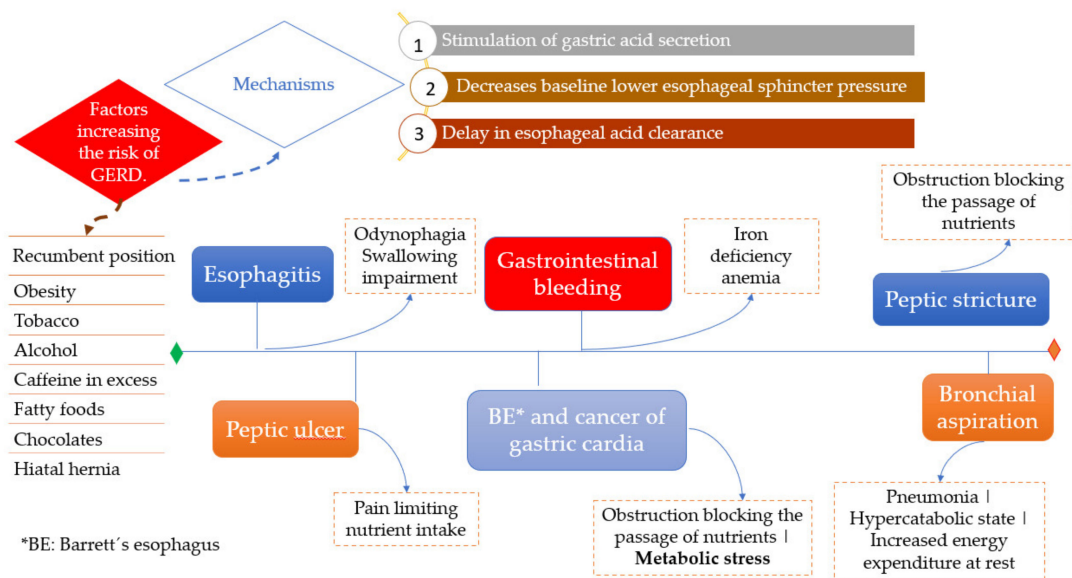 Mechanisms
1
Stimulation of gastric acid secretion
2
Decreases baseline lower esophageal sphincter pressure
3
Delay in esophageal acid clearance
Factors
increasing
the risk of
GERD.
Recumbent position
Obesity
Tobacco
Alcohol
Caffeine in excess
Fatty foods
Chocolates
Hiatal hernia
Esophagitis
Odynophagia
Swallowing
impairment
Gastrointestinal
bleeding
Iron
deficiency
anemia
Obstruction blocking
the passage of
nutrients
Peptic stricture
Peptic ulcer
Pain limiting
nutrient intake
BE* and cancer of
gastric cardia
Obstruction blocking the
passage of nutrients |
Metabolic stress
Bronchial
aspiration
Pneumonia |
Hypercatabolic state |
Increased energy
expenditure at rest
*BE: Barrett´s esophagus